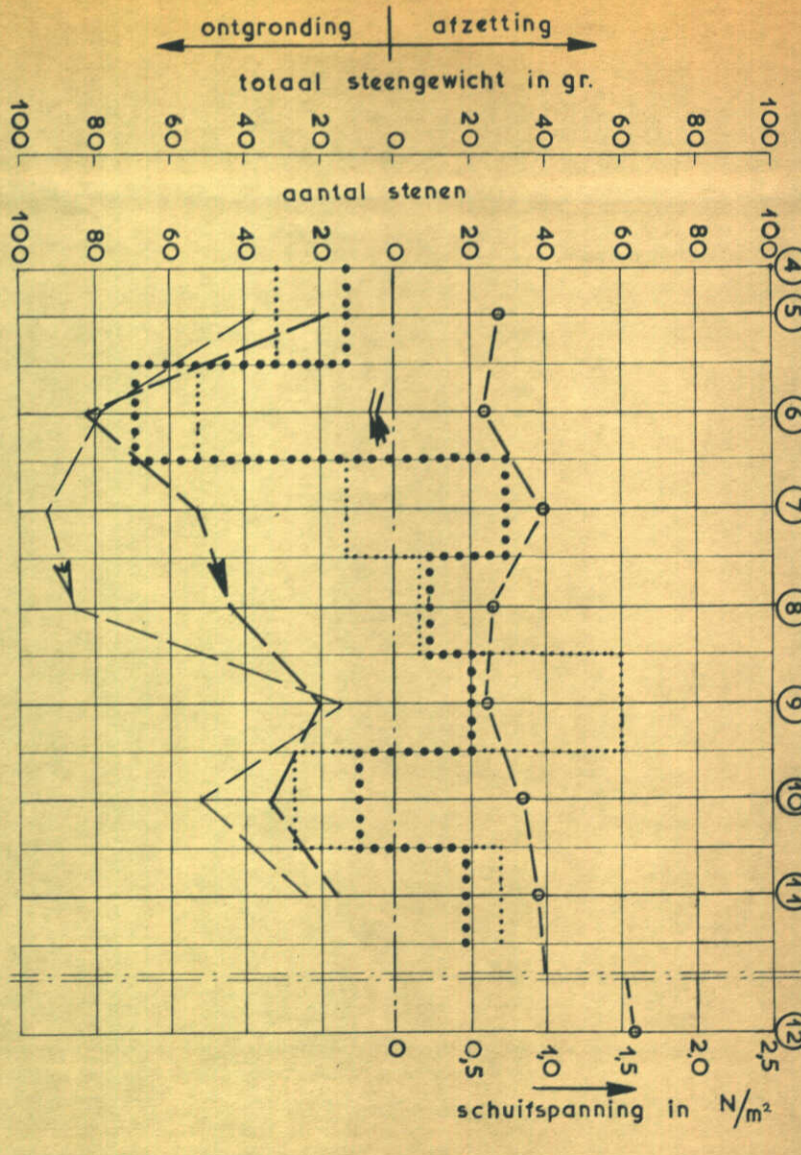 ontgronding afzetting
totaal steengewicht in gr.
100 80 60 40 20 0 20 40 60 80 100
aantal stenen
100 80 60 40 20 0 20 40 60 80 100
4
5
6
7
8
9
10
11
12
0 0,5 1,0 1,5 2,0 2,5
schuifspanning in N/m²